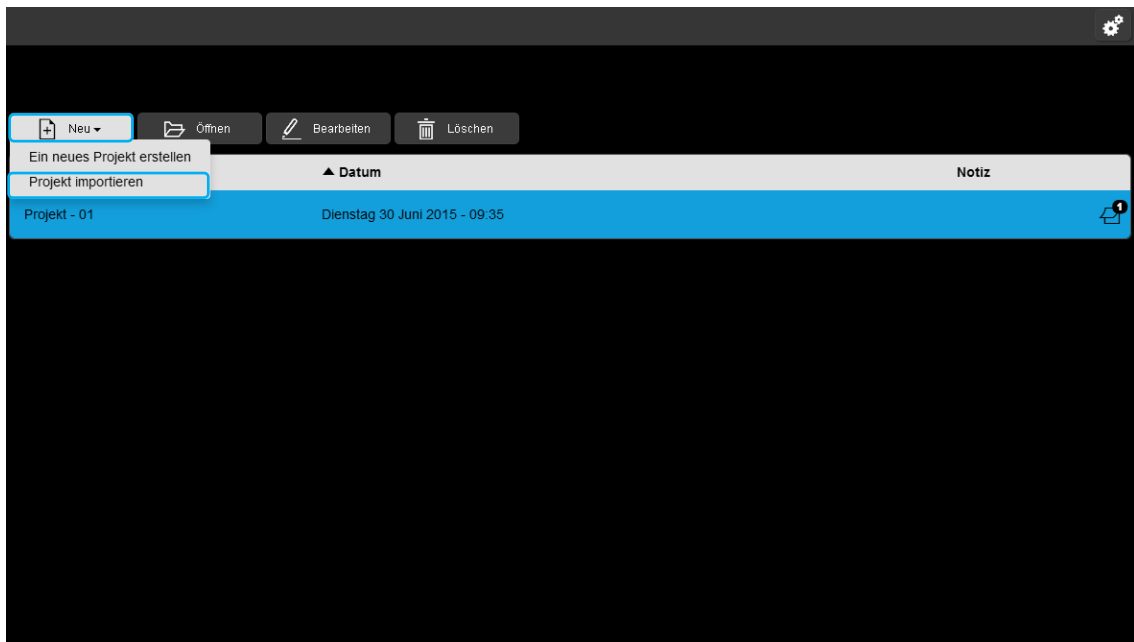 Neu Öffnen Bearbeiten Löschen
Ein neues Projekt erstellen
Projekt importieren
Datum Notiz
Projekt - 01 Dienstag 30 Juni 2015 - 09:35 1